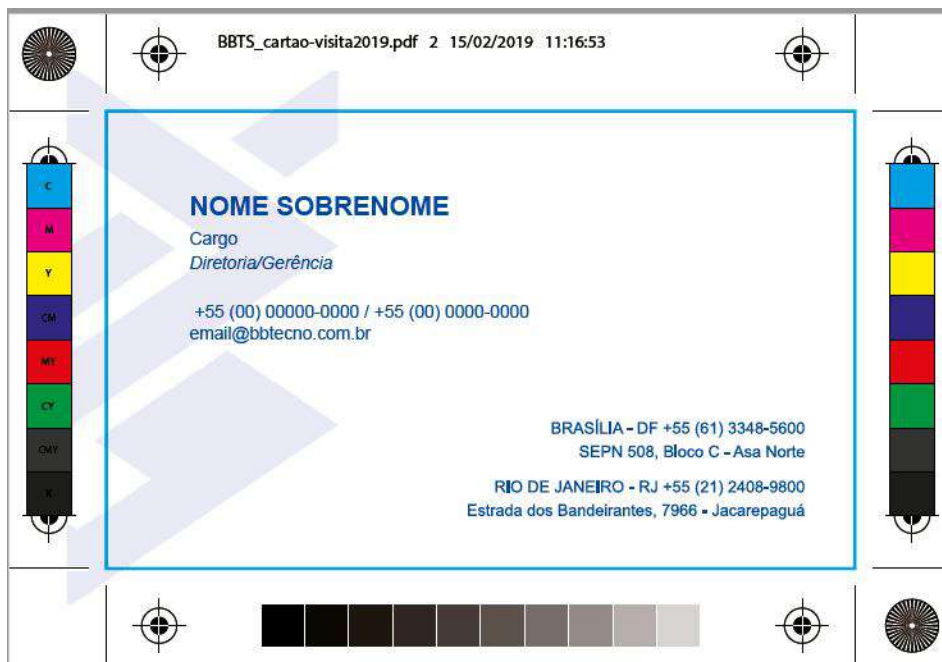 BBTS_cartao-visita2019.pdf 2 15/02/2019 11:16:53
C
M
Y
CM
MY
CY
CMY
K
NOME SOBRENOME
Cargo
Diretoria/Gerência
+55 (00) 00000-0000 / +55 (00) 0000-0000
email@bbtecno.com.br
BRASÍLIA - DF +55 (61) 3348-5600
SEPN 508, Bloco C - Asa Norte
RIO DE JANEIRO - RJ +55 (21) 2408-9800
Estrada dos Bandeirantes, 7966 - Jacarepaguá